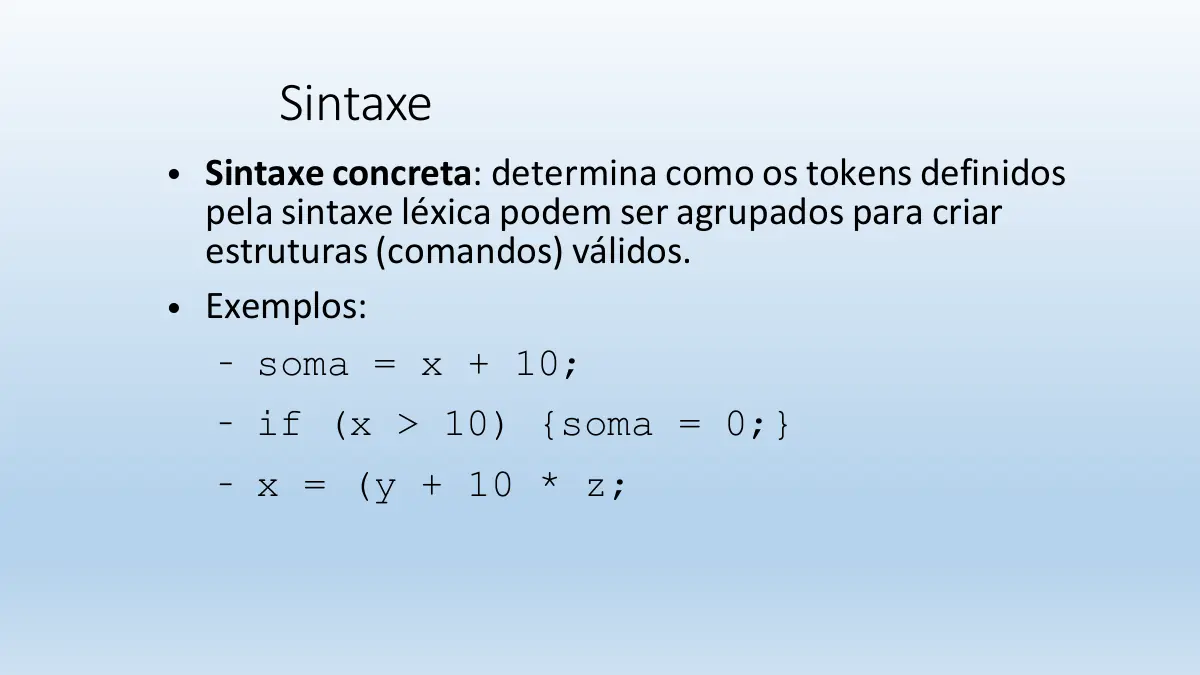 Sintaxe
• Sintaxe concreta: determina como os tokens definidos
pela sintaxe léxica podem ser agrupados para criar
estruturas (comandos) válidos.
• Exemplos:
– soma = x + 10;
– if (x > 10) {soma = 0;}
– x = (y + 10 * z;